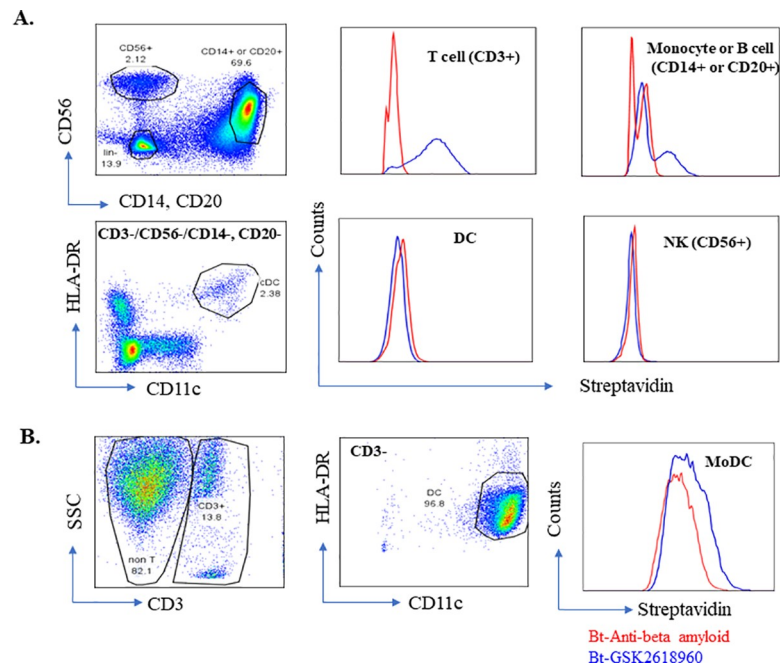 A.
CD56+
2.12
CD14+ or CD20+
69.6
lin-
13.9
CD56
CD14, CD20
T cell (CD3+)
Monocyte or B cell
(CD14+ or CD20+)
CD3-/CD56-/CD14-, CD20-
cDC
2.38
HLA-DR
CD11c
Counts
DC
NK (CD56+)
Streptavidin
B.
SSC
CD3+
13.8
non T
82.1
CD3
CD3-
DC
96.8
HLA-DR
CD11c
MoDC
Counts
Streptavidin
Bt-Anti-beta amyloid
Bt-GSK2618960